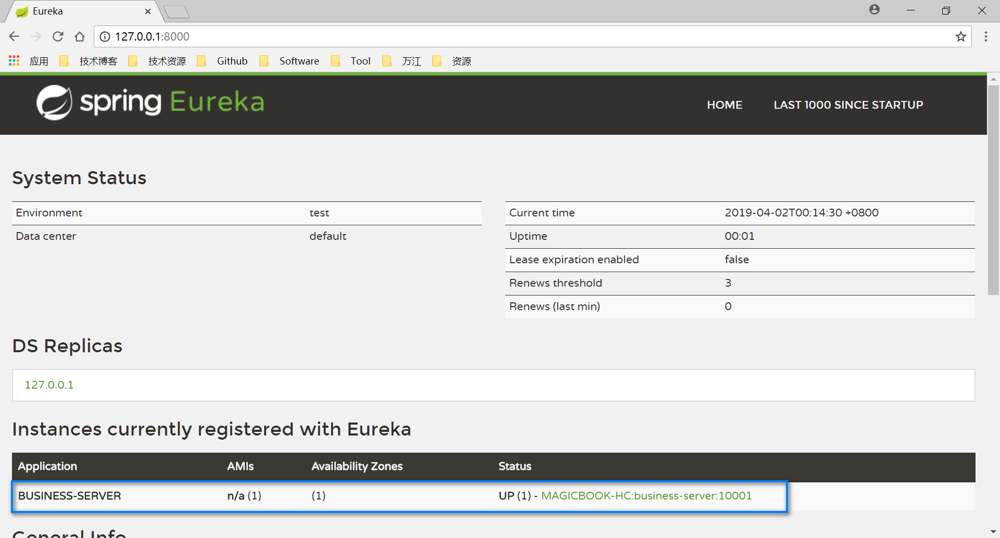 Eureka
127.0.0.1:8000
应用 技术博客 技术资源 Github Software Tool 万江 资源
spring Eureka HOME LAST 1000 SINCE STARTUP
System Status
Environment test
Data center default
Current time 2019-04-02T00:14:30 +0800
Uptime 00:01
Lease expiration enabled false
Renews threshold 3
Renews (last min) 0
DS Replicas
127.0.0.1
Instances currently registered with Eureka
Application AMIs Availability Zones Status
BUSINESS-SERVER n/a (1) (1) UP (1) - MAGICBOOK-HC:business-server:10001
General Info